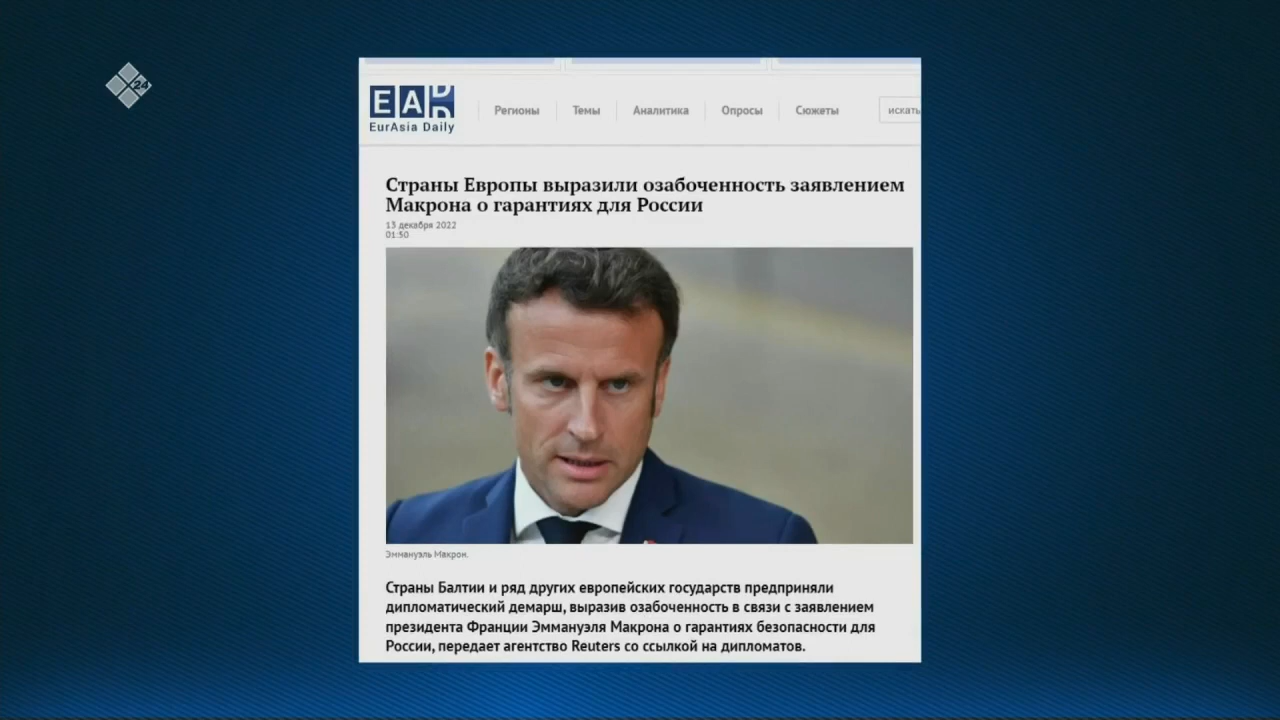 X24
EAD
EurAsia Daily
Регионы
Темы
Аналитика
Опросы
Сюжеты
искать
Страны Европы выразили озабоченность заявлением
Макрона о гарантиях для России
13 декабря 2022
01:50
Эммануэль Макрон.
Страны Балтии и ряд других европейских государств предприняли
дипломатический демарш, выразив озабоченность в связи с заявлением
президента Франции Эммануэля Макрона о гарантиях безопасности для
России, передает агентство Reuters со ссылкой на дипломатов.